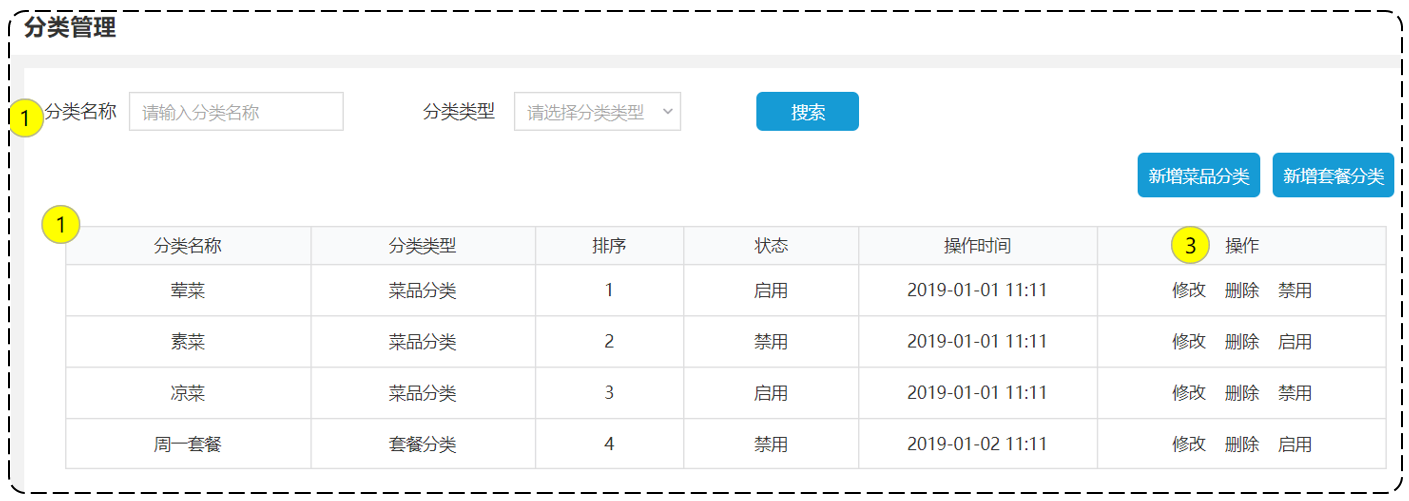 分类管理
1 分类名称 请输入分类名称 分类类型 请选择分类类型 搜索
新增菜品分类 新增套餐分类
1
分类名称 分类类型 排序 状态 操作时间 3 操作
荤菜 菜品分类 1 启用 2019-01-01 11:11 修改 删除 禁用
素菜 菜品分类 2 禁用 2019-01-01 11:11 修改 删除 启用
凉菜 菜品分类 3 启用 2019-01-01 11:11 修改 删除 禁用
周一套餐 套餐分类 4 禁用 2019-01-02 11:11 修改 删除 启用